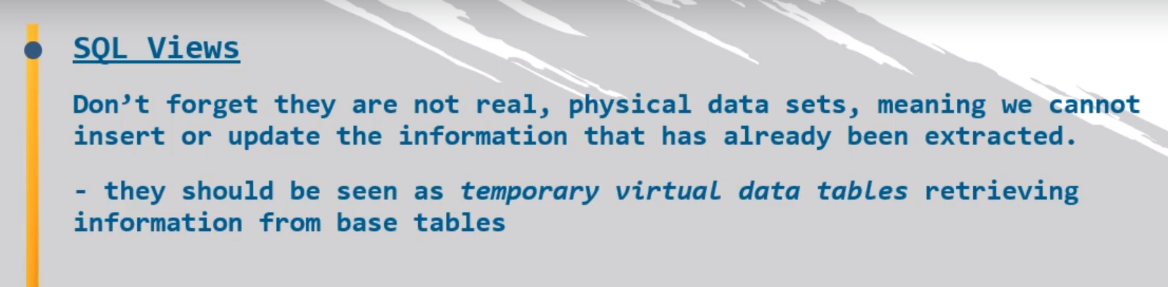 SQL Views
Don’t forget they are not real, physical data sets, meaning we cannot
insert or update the information that has already been extracted.
- they should be seen as temporary virtual data tables retrieving
information from base tables